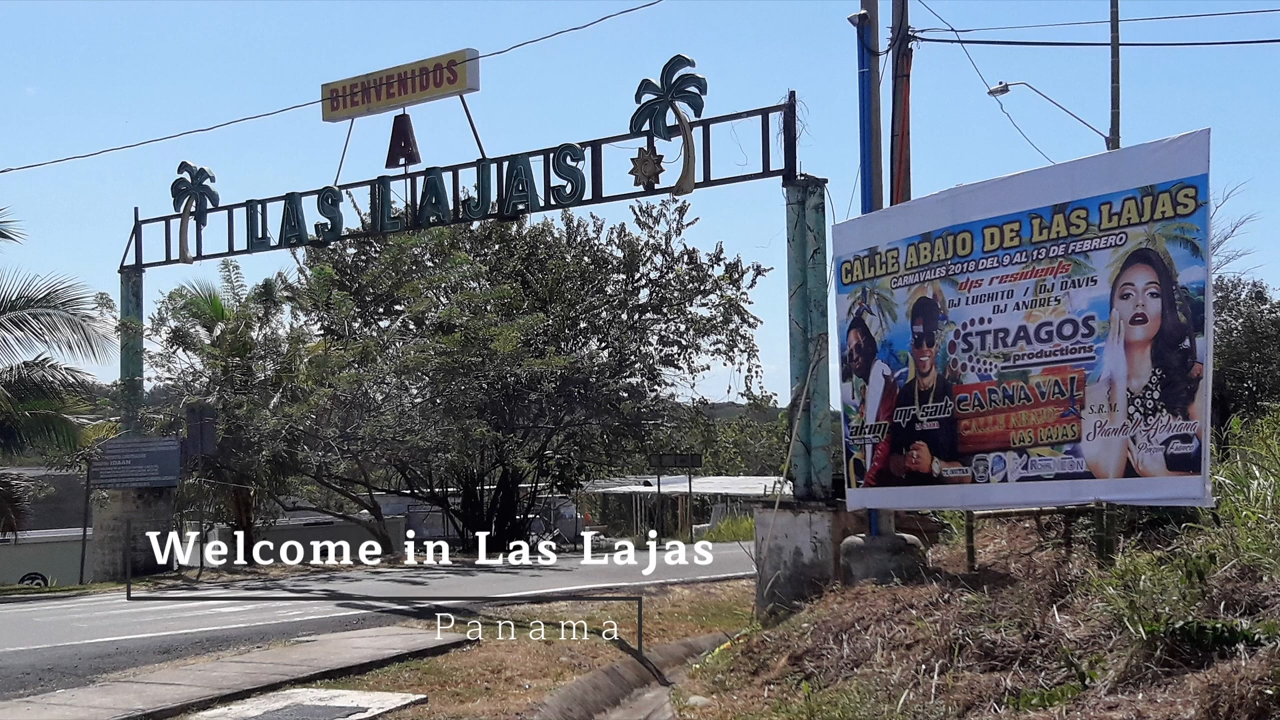 BIENVENIDOS
A
LAS LAJAS
CALLE ABAJO DE LAS LAJAS
CARNAVALES 2018 DEL 9 AL 13 DE FEBRERO
djs residents
DJ LUCHITO / DJ DAVIS
DJ ANDRES
STRAGOS
productions
mr saik
CARNAVAL
CALLE ABAJO
LAS LAJAS
S.R.M.
Shantall Adriana
Welcome in Las Lajas
Panama